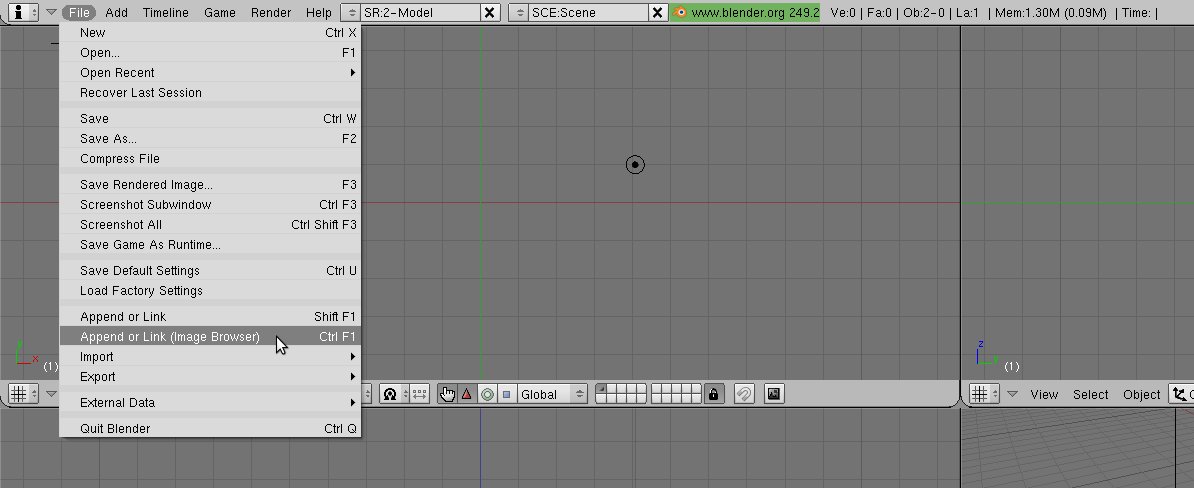 File Add Timeline Game Render Help SR:2-Model SCE:Scene www.blender.org 249.2 Ve:0 | Fa:0 | Ob:2-0 | La:1 | Mem:1.30M (0.09M) | Time: |
New Ctrl X
Open... F1
Open Recent
Recover Last Session
Save Ctrl W
Save As... F2
Compress File
Save Rendered Image... F3
Screenshot Subwindow Ctrl F3
Screenshot All Ctrl Shift F3
Save Game As Runtime...
Save Default Settings Ctrl U
Load Factory Settings
Append or Link Shift F1
Append or Link (Image Browser) Ctrl F1
Import
Export
External Data
Quit Blender Ctrl Q
y
x
(1)
z
y
(1)
Global
View Select Object